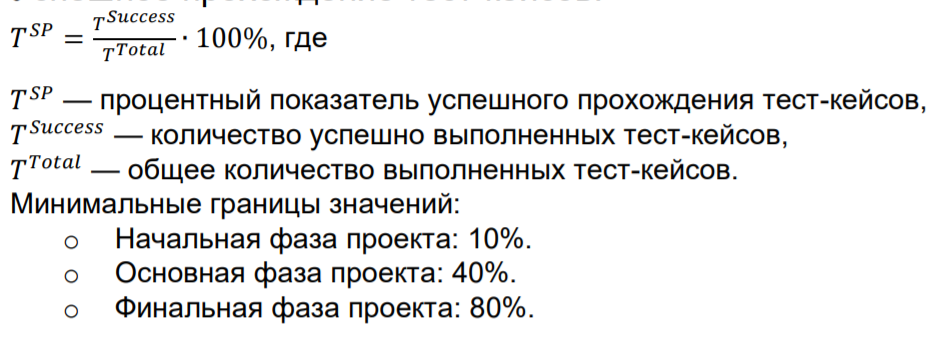 T^SP = T^Success / T^Total · 100%, где
T^SP — процентный показатель успешного прохождения тест-кейсов,
T^Success — количество успешно выполненных тест-кейсов,
T^Total — общее количество выполненных тест-кейсов.
Минимальные границы значений:
o Начальная фаза проекта: 10%.
o Основная фаза проекта: 40%.
o Финальная фаза проекта: 80%.